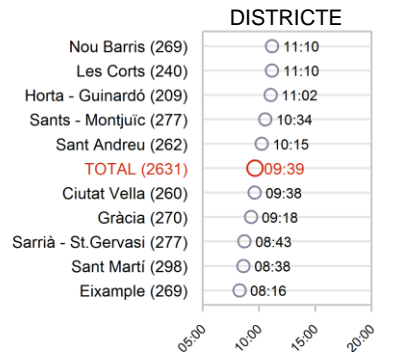 DISTRICTE
Nou Barris (269) 11:10
Les Corts (240) 11:10
Horta - Guinardó (209) 11:02
Sants - Montjuïc (277) 10:34
Sant Andreu (262) 10:15
TOTAL (2631) 09:39
Ciutat Vella (260) 09:38
Gràcia (270) 09:18
Sarrià - St.Gervasi (277) 08:43
Sant Martí (298) 08:38
Eixample (269) 08:16
05:00 10:00 15:00 20:00